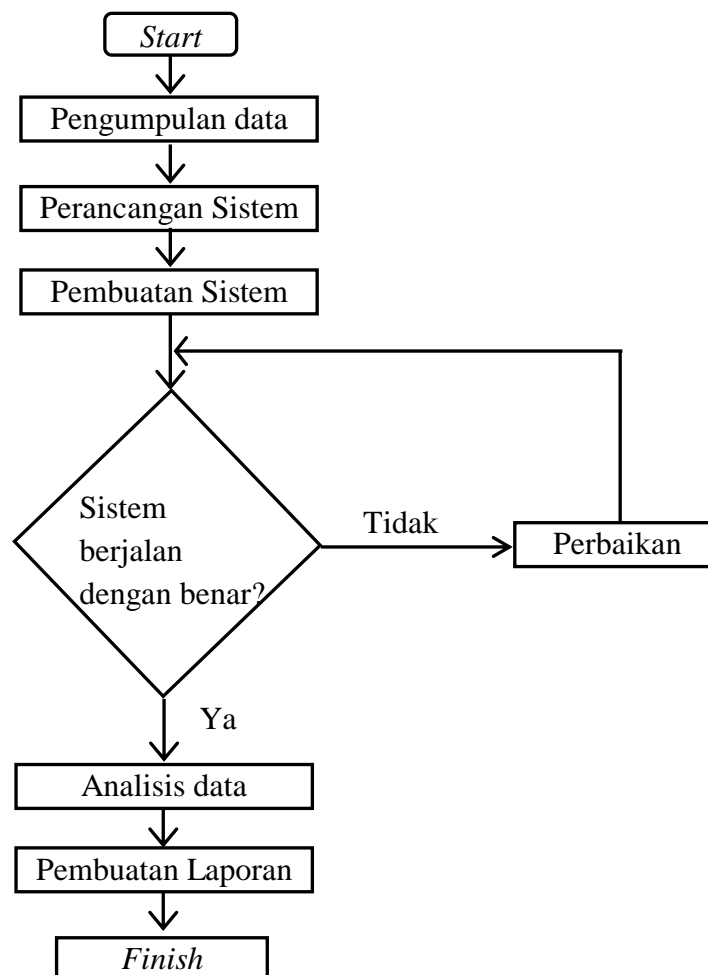 Start
Pengumpulan data
Perancangan Sistem
Pembuatan Sistem
Sistem
berjalan
dengan benar?
Tidak
Perbaikan
Ya
Analisis data
Pembuatan Laporan
Finish